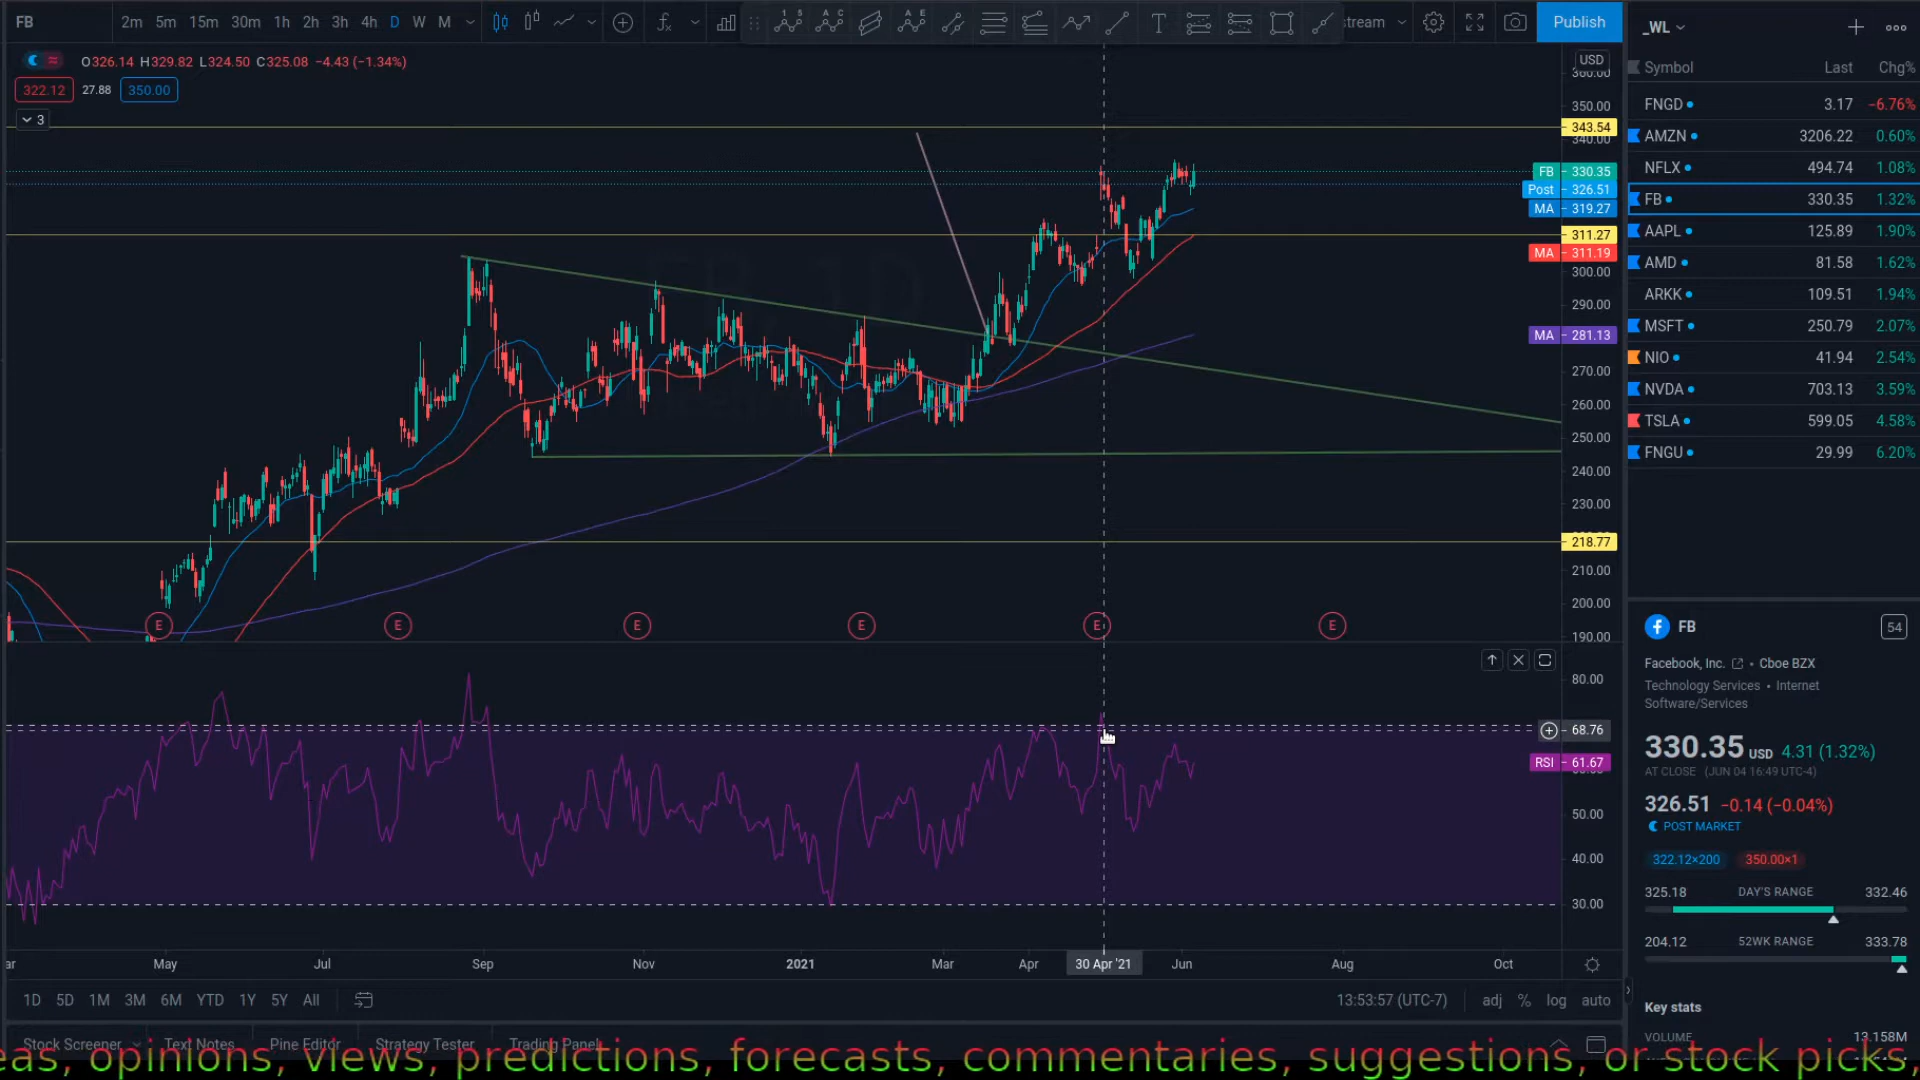 FB 2m 5m 15m 30m 1h 2h 3h 4h D W M Publish
O326.14 H329.82 L324.50 C325.08 −4.43 (−1.34%)
322.12 27.88 350.00
3
USD
350.00
343.54
340.00
FB 330.35
Post 326.51
MA 319.27
311.27
MA 311.19
300.00
290.00
MA 281.13
270.00
260.00
250.00
240.00
230.00
218.77
210.00
200.00
190.00
E E E E E E
80.00
68.76
RSI 61.67
50.00
40.00
30.00
May Jul Sep Nov 2021 Mar Apr 30 Apr '21 Jun Aug Oct
1D 5D 1M 3M 6M YTD 1Y 5Y All 13:53:57 (UTC-7) adj % log auto
Stock Screener Text Notes Pine Editor Strategy Tester Trading Panel
eas, opinions, views, predictions, forecasts, commentaries, suggestions, or stock picks,
_WL
Symbol Last Chg%
FNGD 3.17 −6.76%
AMZN 3206.22 0.60%
NFLX 494.74 1.08%
FB 330.35 1.32%
AAPL 125.89 1.90%
AMD 81.58 1.62%
ARKK 109.51 1.94%
MSFT 250.79 2.07%
NIO 41.94 2.54%
NVDA 703.13 3.59%
TSLA 599.05 4.58%
FNGU 29.99 6.20%
FB 54
Facebook, Inc. • Cboe BZX
Technology Services • Internet
Software/Services
330.35 USD 4.31 (1.32%)
AT CLOSE (JUN 04 16:49 UTC-4)
326.51 −0.14 (−0.04%)
POST MARKET
322.12×200 350.00×1
325.18 DAY'S RANGE 332.46
204.12 52WK RANGE 333.78
Key stats
VOLUME 13.158M